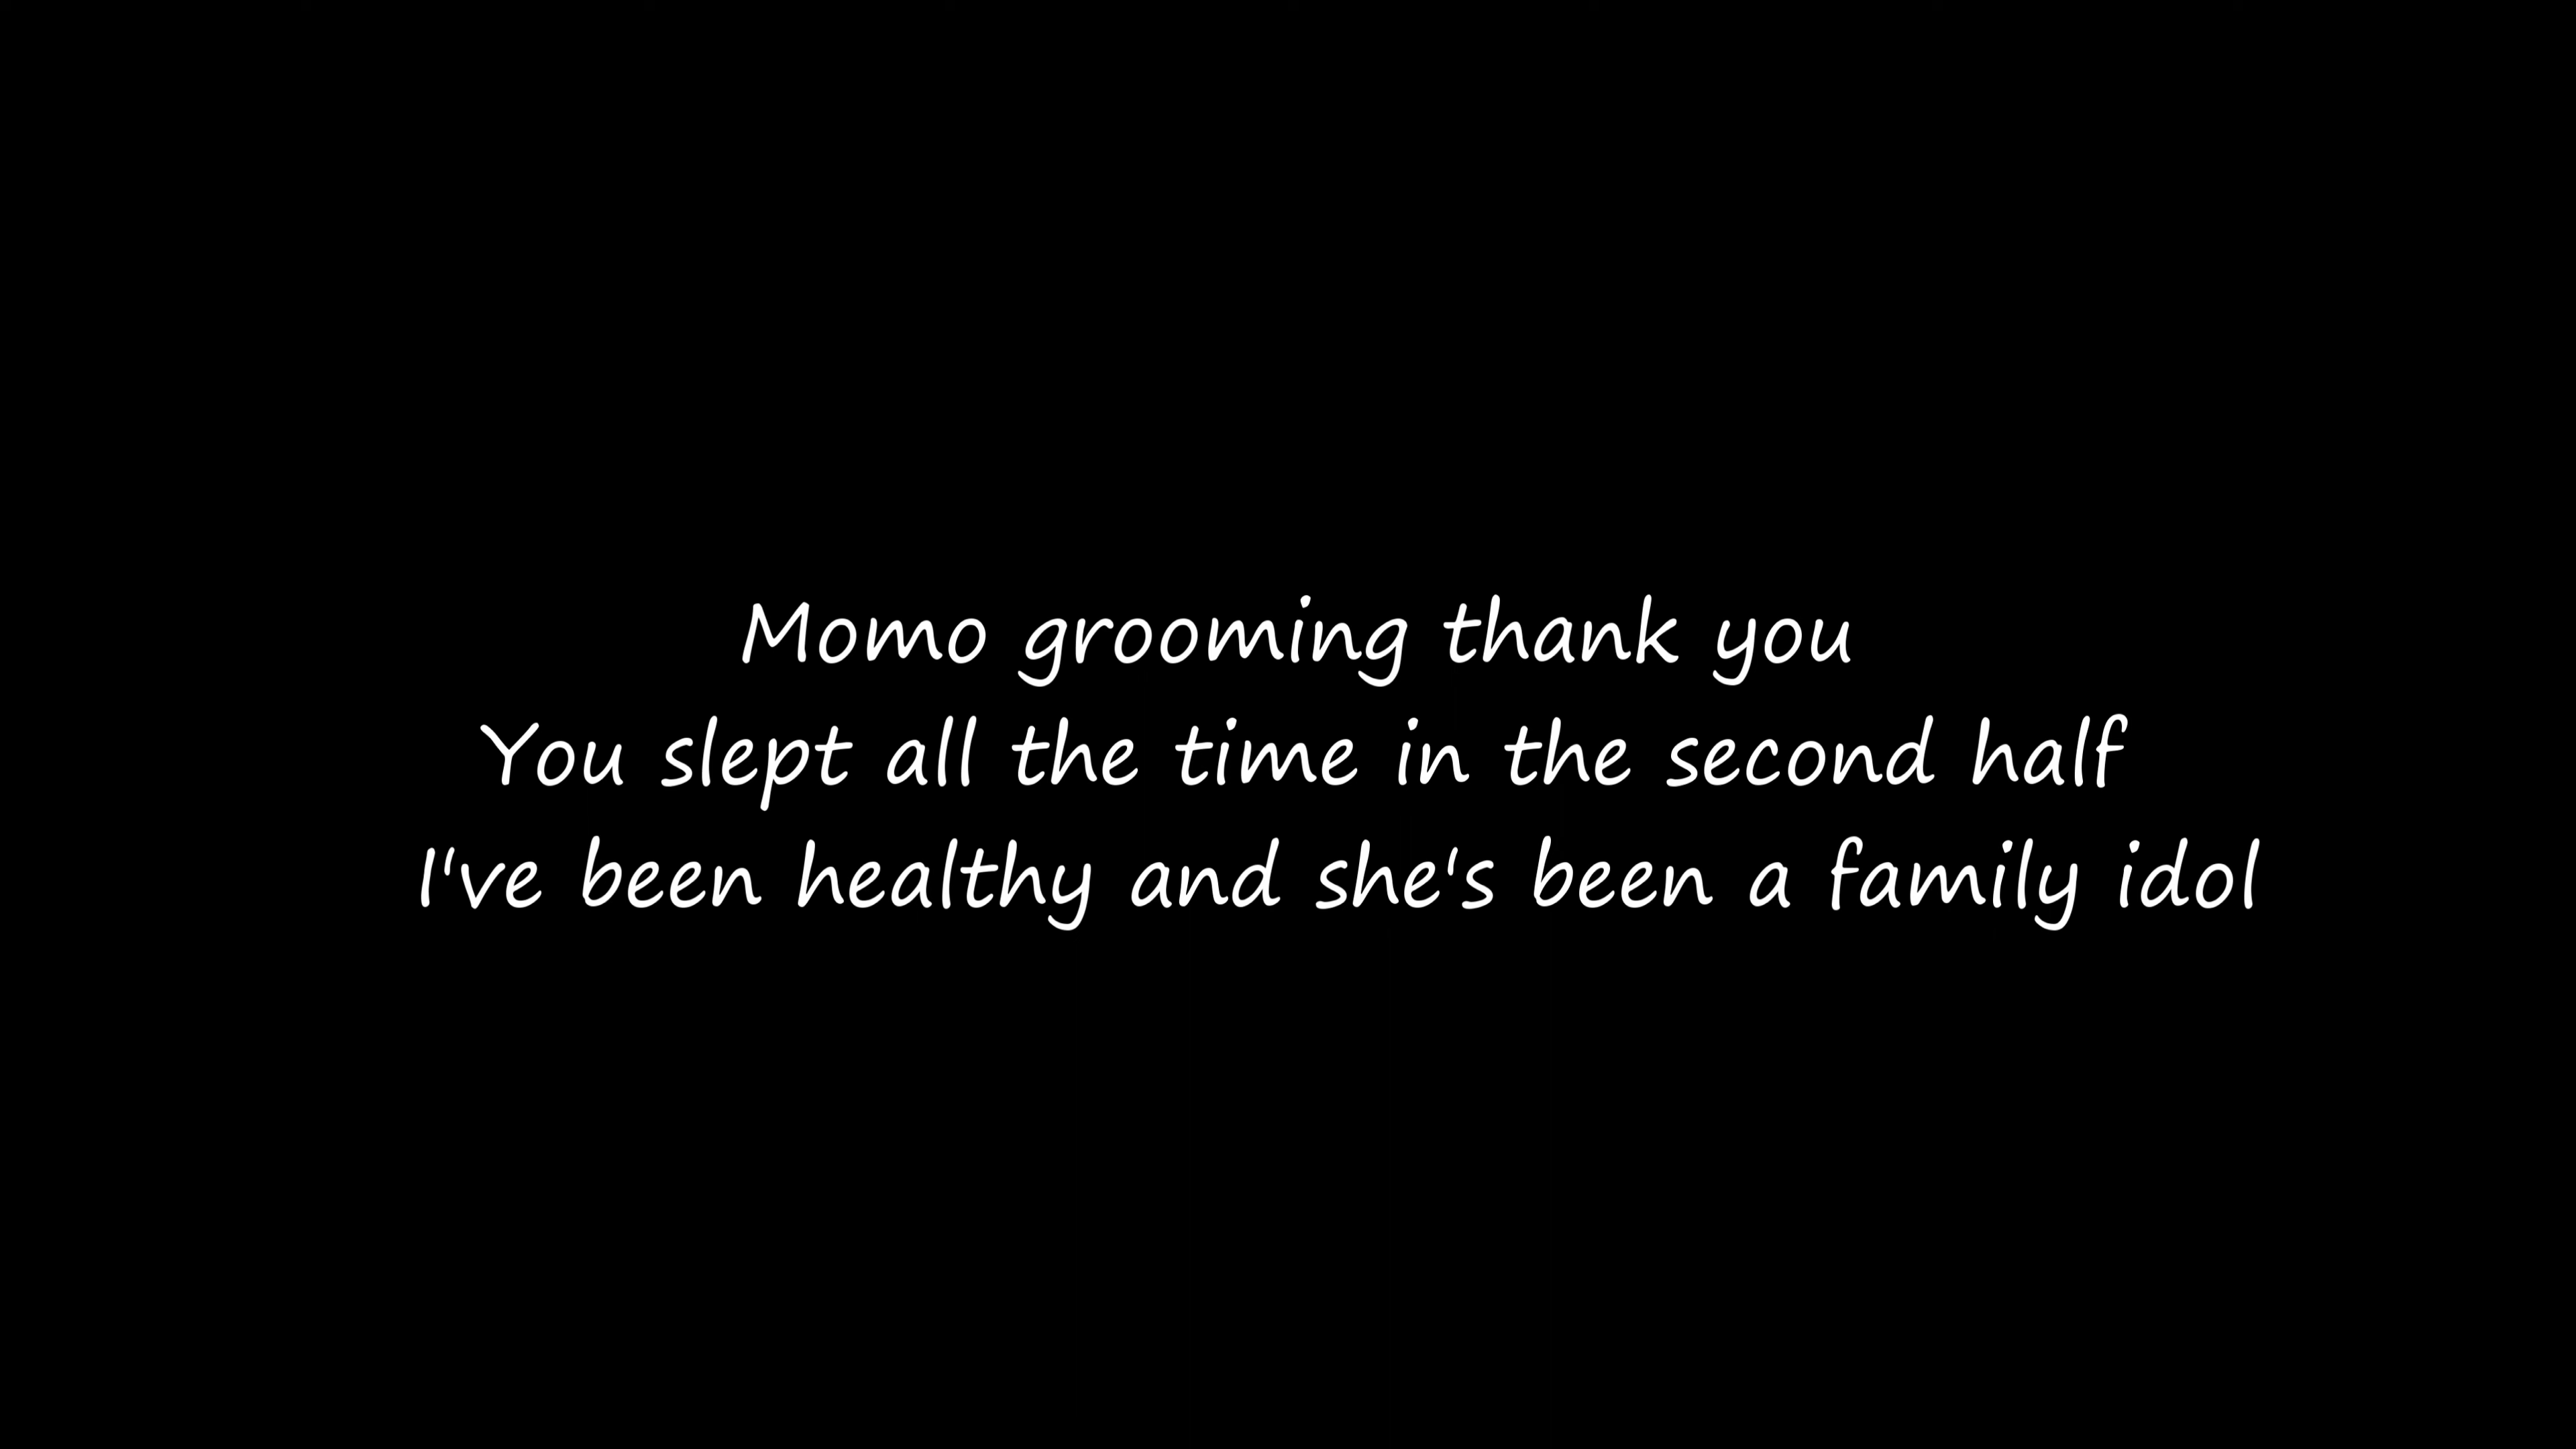 Momo grooming thank you
You slept all the time in the second half
I've been healthy and she's been a family idol